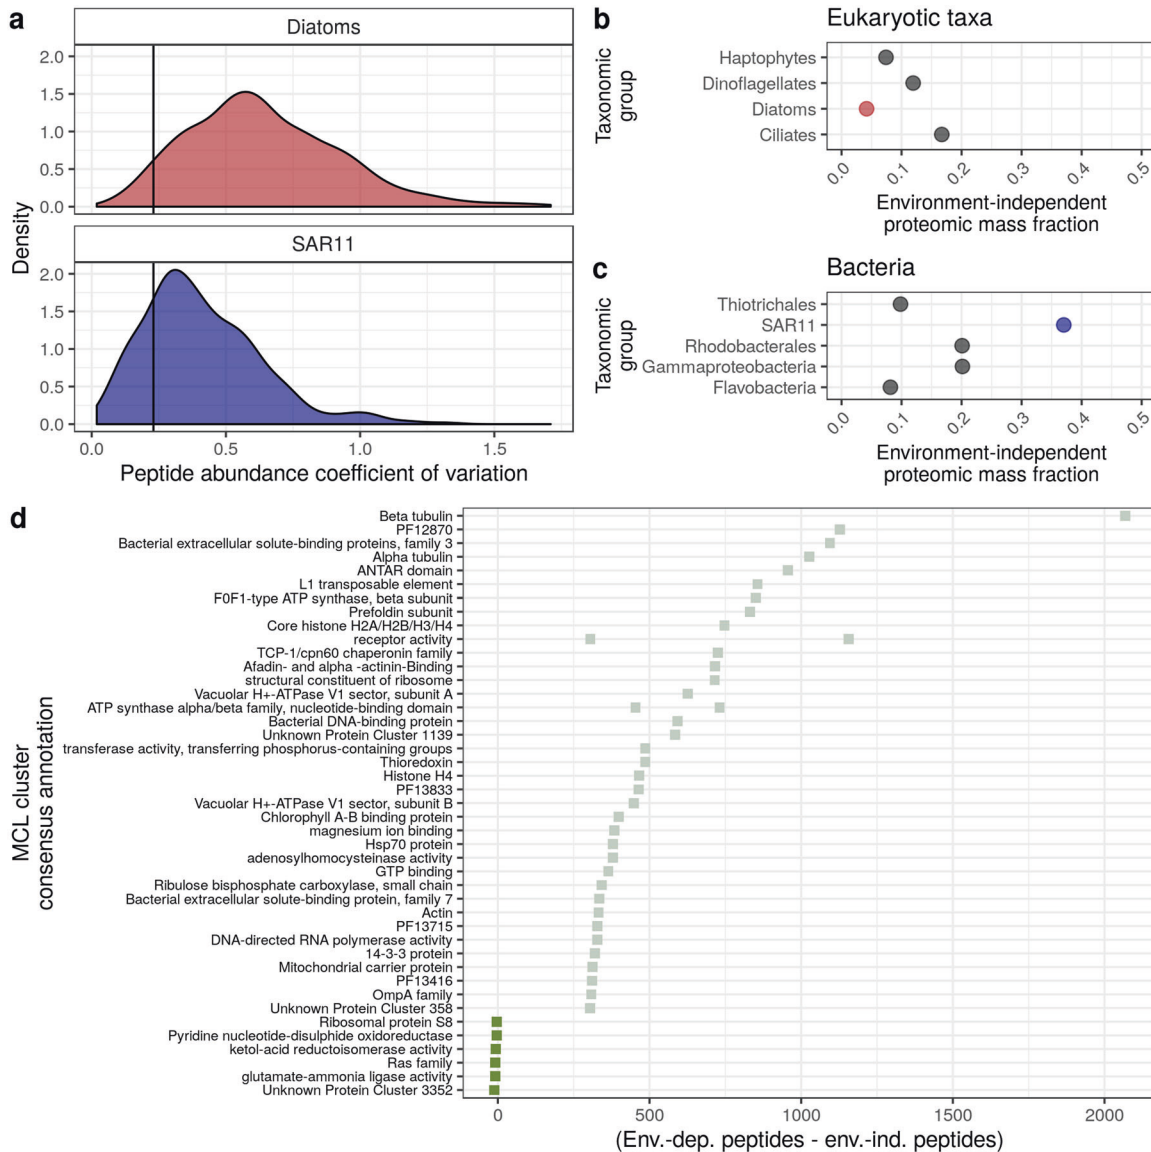 a
Diatoms
2.0
1.5
1.0
0.5
0.0
SAR11
2.0
1.5
1.0
0.5
0.0
Density
0.0
0.5
1.0
1.5
Peptide abundance coefficient of variation
b
Eukaryotic taxa
Taxonomic
group
Haptophytes
Dinoflagellates
Diatoms
Ciliates
0.0
0.1
0.2
0.3
0.4
0.5
Environment-independent
proteomic mass fraction
c
Bacteria
Taxonomic
group
Thiotrichales
SAR11
Rhodobacterales
Gammaproteobacteria
Flavobacteria
0.0
0.1
0.2
0.3
0.4
0.5
Environment-independent
proteomic mass fraction
d
MCL cluster
consensus annotation
Beta tubulin
PF12870
Bacterial extracellular solute-binding proteins, family 3
Alpha tubulin
ANTAR domain
L1 transposable element
F0F1-type ATP synthase, beta subunit
Prefoldin subunit
Core histone H2A/H2B/H3/H4
receptor activity
TCP-1/cpn60 chaperonin family
Afadin- and alpha -actinin-Binding
structural constituent of ribosome
Vacuolar H+-ATPase V1 sector, subunit A
ATP synthase alpha/beta family, nucleotide-binding domain
Bacterial DNA-binding protein
Unknown Protein Cluster 1139
transferase activity, transferring phosphorus-containing groups
Thioredoxin
Histone H4
PF13833
Vacuolar H+-ATPase V1 sector, subunit B
Chlorophyll A-B binding protein
magnesium ion binding
Hsp70 protein
adenosylhomocysteinase activity
GTP binding
Ribulose bisphosphate carboxylase, small chain
Bacterial extracellular solute-binding protein, family 7
Actin
PF13715
DNA-directed RNA polymerase activity
14-3-3 protein
Mitochondrial carrier protein
PF13416
OmpA family
Unknown Protein Cluster 358
Ribosomal protein S8
Pyridine nucleotide-disulphide oxidoreductase
ketol-acid reductoisomerase activity
Ras family
glutamate-ammonia ligase activity
Unknown Protein Cluster 3352
0
500
1000
1500
2000
(Env.-dep. peptides - env.-ind. peptides)